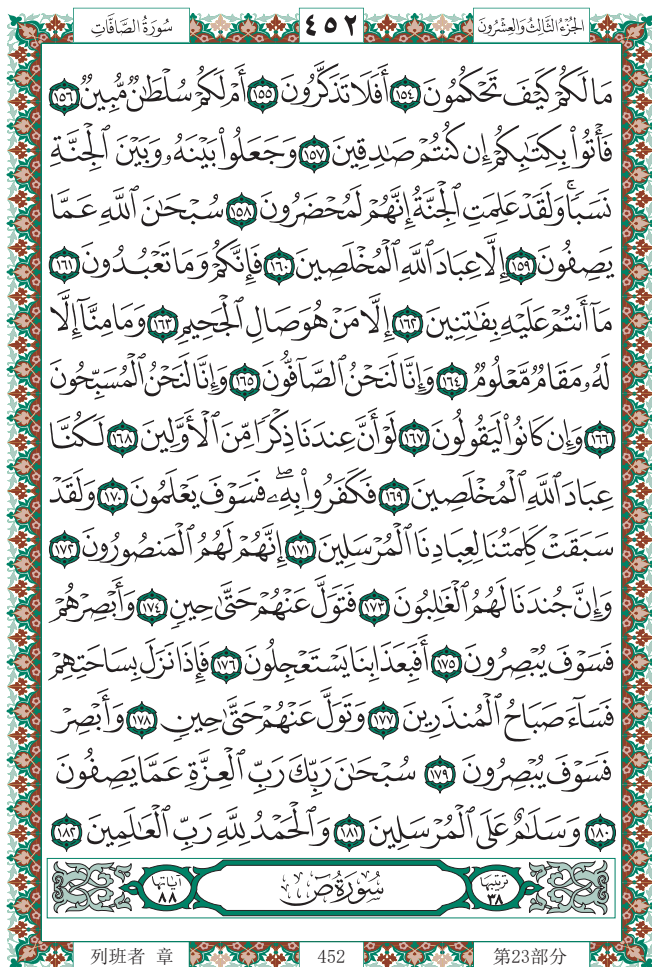 سُورَةُ الصَّافَّاتِ ٤٥٢ الجُزْءُ الثَّالِثُ وَالعِشْرُونَ
مَا لَكُمْ كَيْفَ تَحْكُمُونَ ١٥٤ أَفَلَا تَذَكَّرُونَ ١٥٥ أَمْ لَكُمْ سُلْطَٰنٌ مُّبِينٌ ١٥٦
فَأْتُوا۟ بِكِتَٰبِكُمْ إِن كُنتُمْ صَٰدِقِينَ ١٥٧ وَجَعَلُوا۟ بَيْنَهُۥ وَبَيْنَ ٱلْجِنَّةِ
نَسَبًا ۚ وَلَقَدْ عَلِمَتِ ٱلْجِنَّةُ إِنَّهُمْ لَمُحْضَرُونَ ١٥٨ سُبْحَٰنَ ٱللَّهِ عَمَّا
يَصِفُونَ ١٥٩ إِلَّا عِبَادَ ٱللَّهِ ٱلْمُخْلَصِينَ ١٦٠ فَإِنَّكُمْ وَمَا تَعْبُدُونَ ١٦١
مَآ أَنتُمْ عَلَيْهِ بِفَٰتِنِينَ ١٦٢ إِلَّا مَنْ هُوَ صَالِ ٱلْجَحِيمِ ١٦٣ وَمَا مِنَّآ إِلَّا
لَهُۥ مَقَامٌ مَّعْلُومٌ ١٦٤ وَإِنَّا لَنَحْنُ ٱلصَّآفُّونَ ١٦٥ وَإِنَّا لَنَحْنُ ٱلْمُسَبِّحُونَ
١٦٦ وَإِن كَانُوا۟ لَيَقُولُونَ ١٦٧ لَوْ أَنَّ عِندَنَا ذِكْرًا مِّنَ ٱلْأَوَّلِينَ ١٦٨ لَكُنَّا
عِبَادَ ٱللَّهِ ٱلْمُخْلَصِينَ ١٦٩ فَكَفَرُوا۟ بِهِۦ ۖ فَسَوْفَ يَعْلَمُونَ ١٧٠ وَلَقَدْ
سَبَقَتْ كَلِمَتُنَا لِعِبَادِنَا ٱلْمُرْسَلِينَ ١٧١ إِنَّهُمْ لَهُمُ ٱلْمَنصُورُونَ ١٧٢
وَإِنَّ جُندَنَا لَهُمُ ٱلْغَٰلِبُونَ ١٧٣ فَتَوَلَّ عَنْهُمْ حَتَّىٰ حِينٍ ١٧٤ وَأَبْصِرْهُمْ
فَسَوْفَ يُبْصِرُونَ ١٧٥ أَفَبِعَذَابِنَا يَسْتَعْجِلُونَ ١٧٦ فَإِذَا نَزَلَ بِسَاحَتِهِمْ
فَسَآءَ صَبَاحُ ٱلْمُنذَرِينَ ١٧٧ وَتَوَلَّ عَنْهُمْ حَتَّىٰ حِينٍ ١٧٨ وَأَبْصِرْ
فَسَوْفَ يُبْصِرُونَ ١٧٩ سُبْحَٰنَ رَبِّكَ رَبِّ ٱلْعِزَّةِ عَمَّا يَصِفُونَ
١٨٠ وَسَلَٰمٌ عَلَى ٱلْمُرْسَلِينَ ١٨١ وَٱلْحَمْدُ لِلَّهِ رَبِّ ٱلْعَٰلَمِينَ ١٨٢
ترتيبها ٣٨ سُورَةُ صٓ آياتها ٨٨
列班者 章 452 第23部分